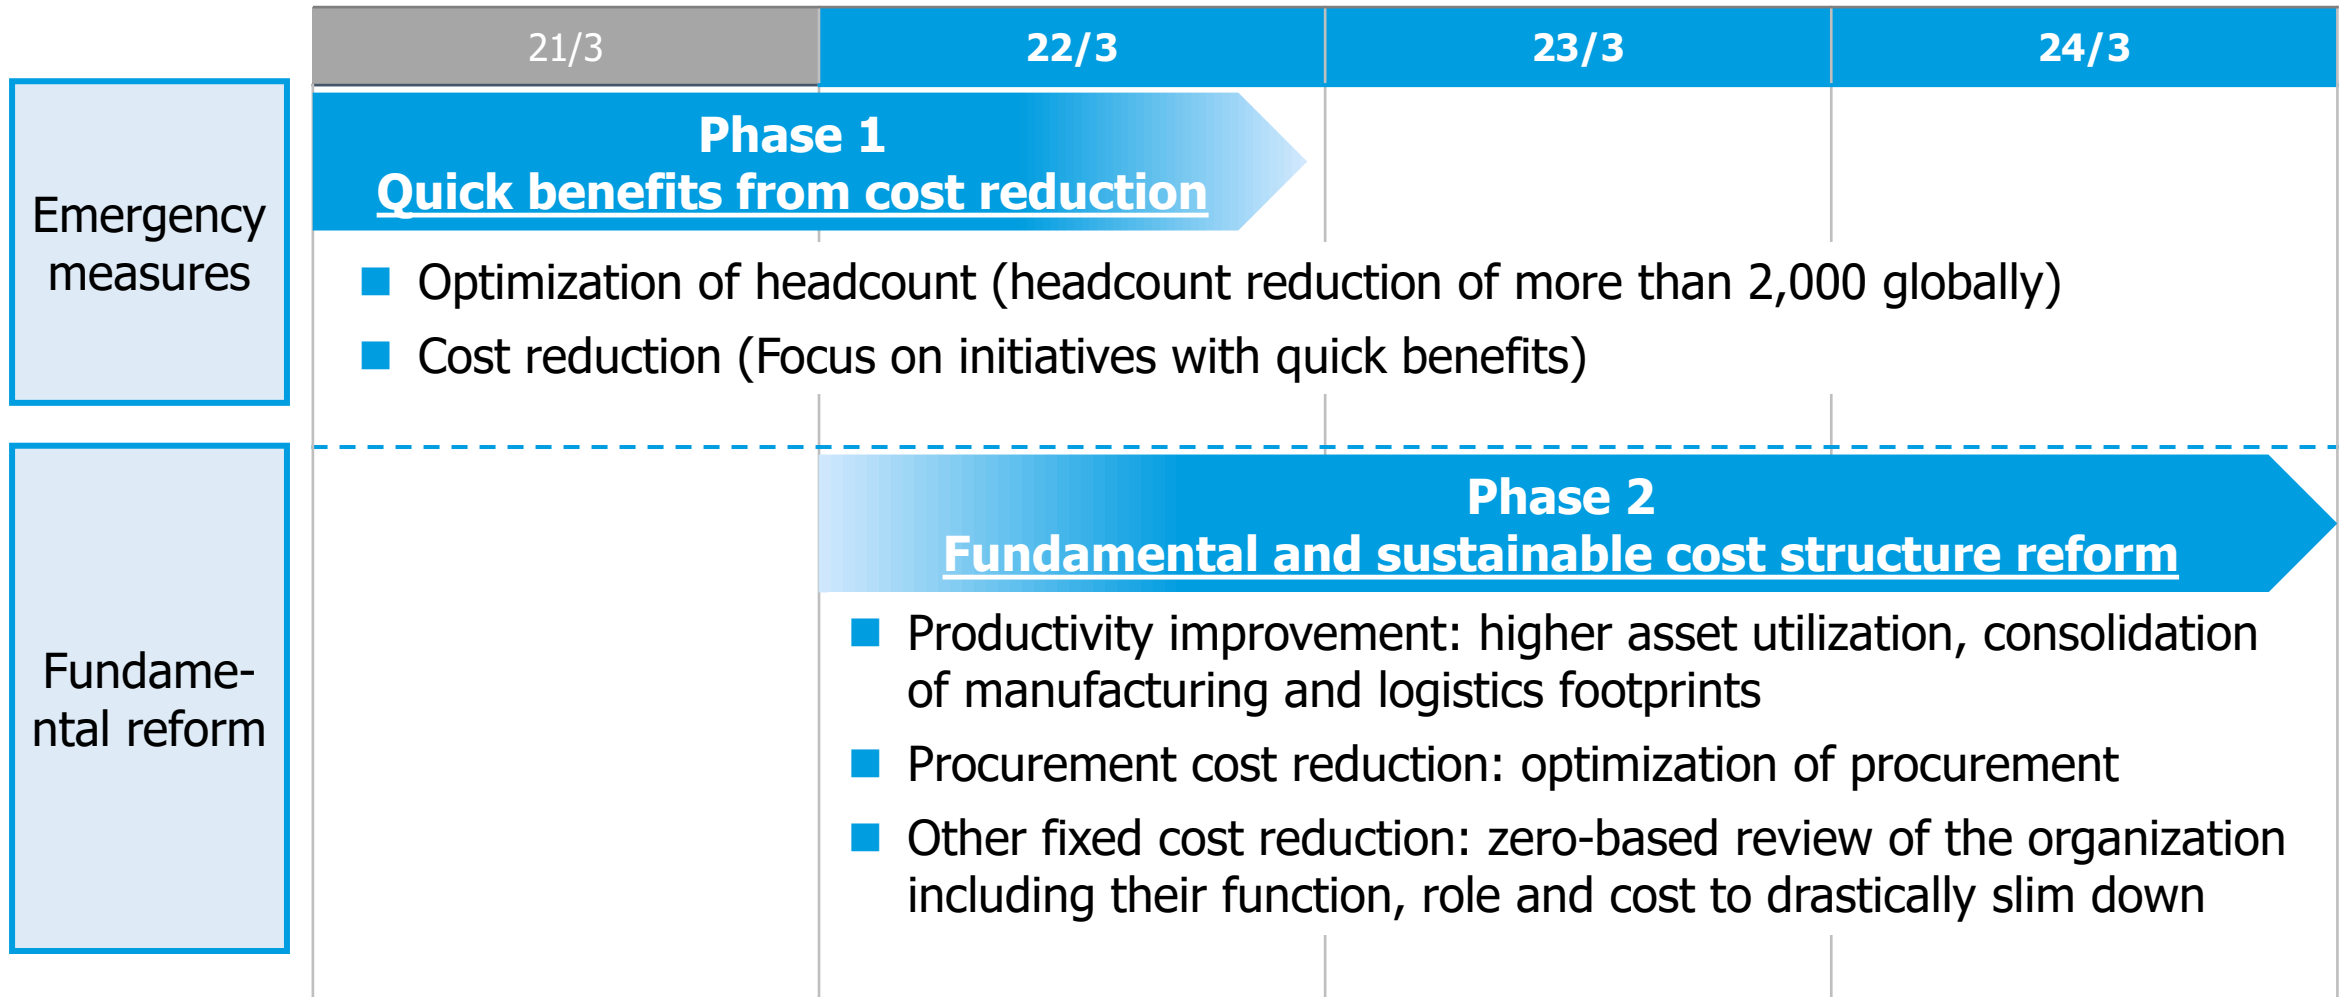 21/3
22/3
23/3
24/3
Emergency
measures
Phase 1
Quick benefits from cost reduction
Optimization of headcount (headcount reduction of more than 2,000 globally)
Cost reduction (Focus on initiatives with quick benefits)
Fundame-
ntal reform
Phase 2
Fundamental and sustainable cost structure reform
Productivity improvement: higher asset utilization, consolidation
of manufacturing and logistics footprints
Procurement cost reduction: optimization of procurement
Other fixed cost reduction: zero-based review of the organization
including their function, role and cost to drastically slim down